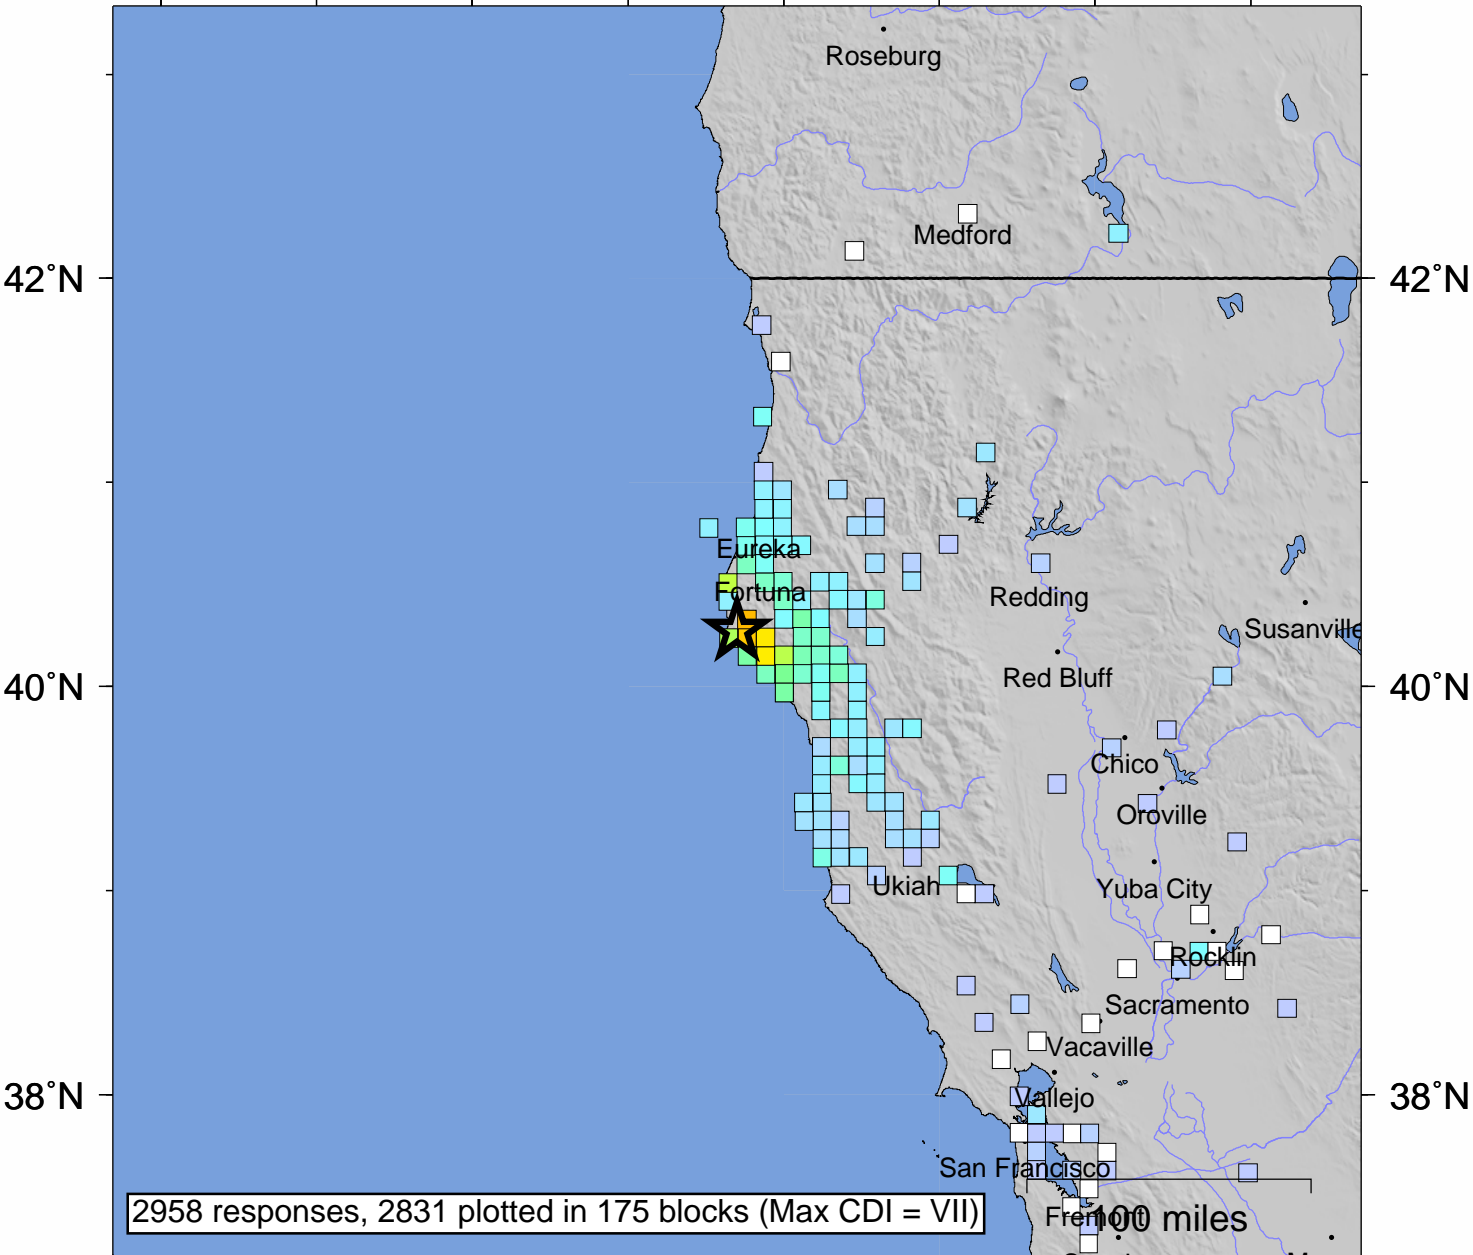 Roseburg
Medford
42°N
42°N
Eureka
Fortuna
Redding
Susanville
Red Bluff
40°N
40°N
Chico
Oroville
Ukiah
Yuba City
Rocklin
Sacramento
Vacaville
38°N
38°N
Vallejo
San Francisco
2958 responses, 2831 plotted in 175 blocks (Max CDI = VII)
Fremont
100 miles